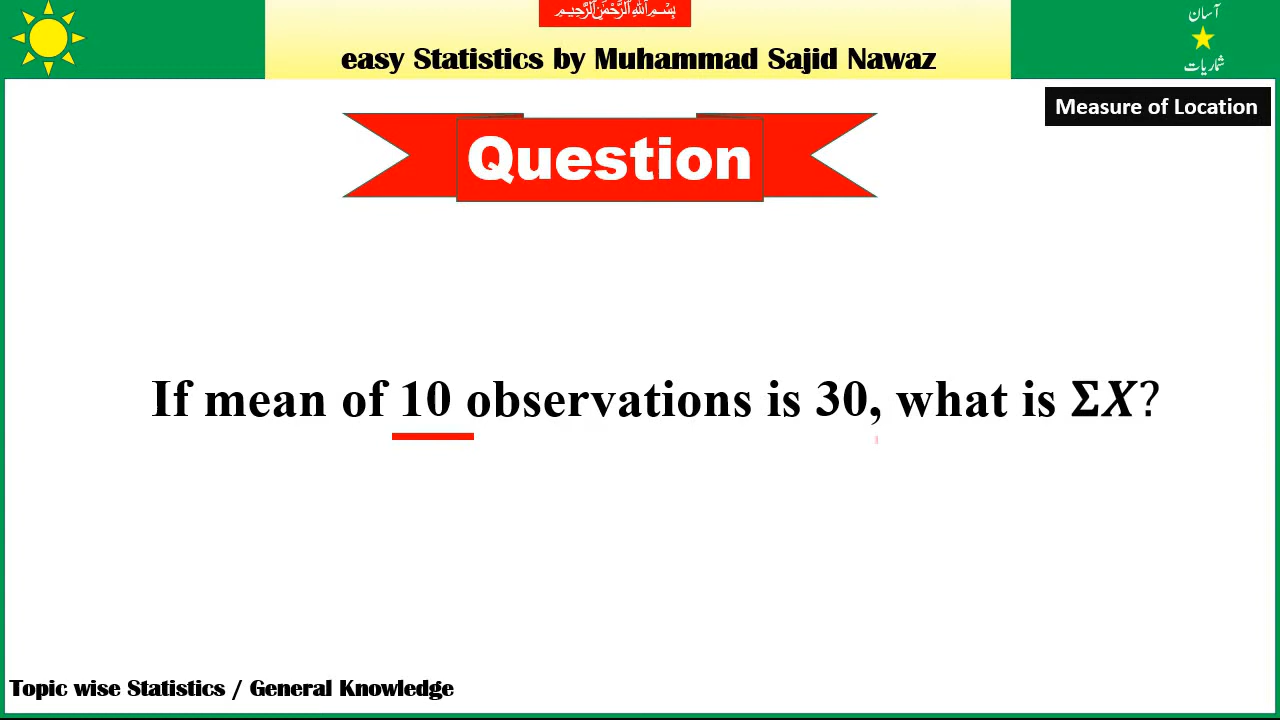 بِسْمِ اللهِ الرَّحْمٰنِ الرَّحِيْمِ
easy Statistics by Muhammad Sajid Nawaz
آسان
شماریات
Measure of Location
Question
If mean of 10 observations is 30, what is ΣX?
Topic wise Statistics / General Knowledge